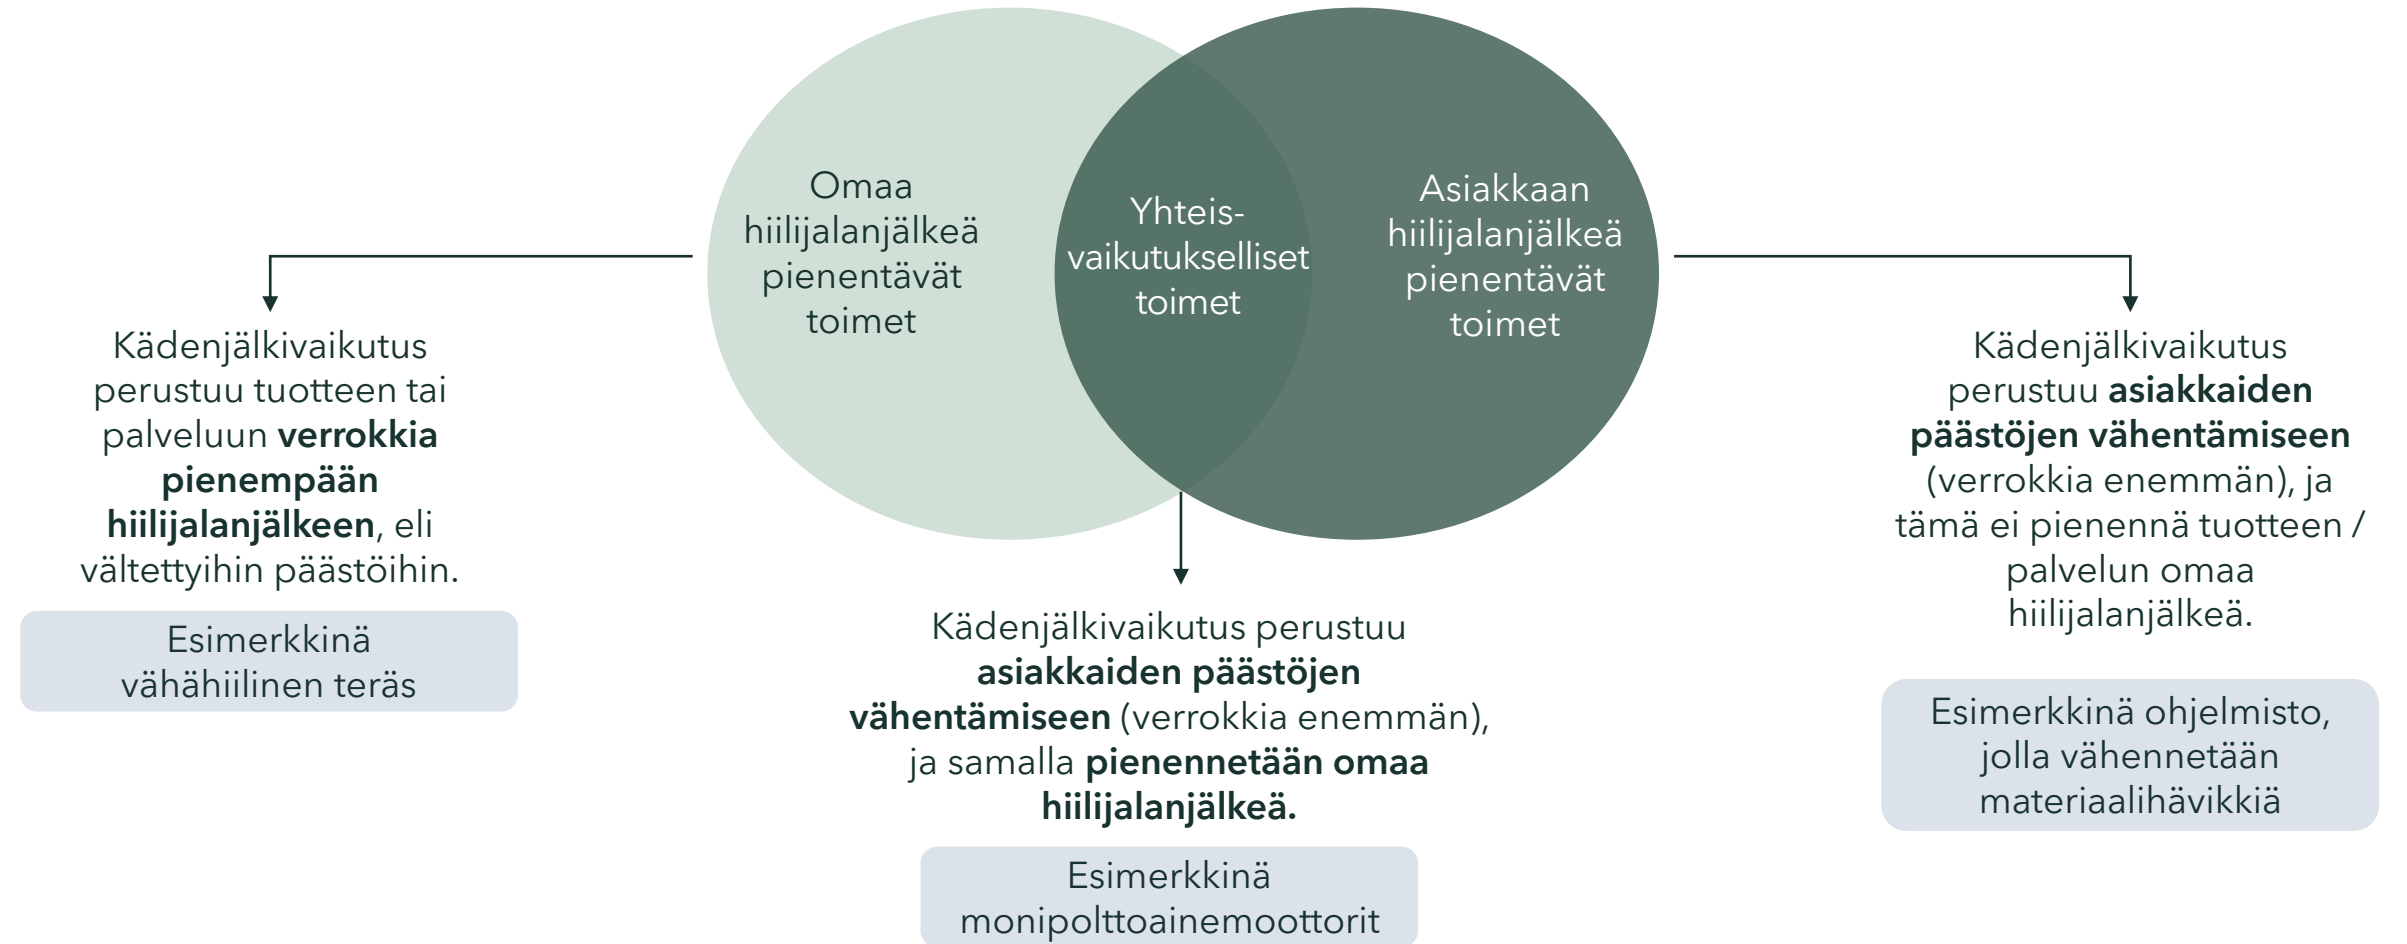 Omaa
hiilijalanjälkeä
pienentävät
toimet
Yhteis-
vaikutukselliset
toimet
Asiakkaan
hiilijalanjälkeä
pienentävät
toimet
Kädenjälkivaikutus
perustuu tuotteen tai
palveluun verrokkia
pienempään
hiilijalanjälkeen, eli
vältettyihin päästöihin.
Esimerkkinä
vähähiilinen teräs
Kädenjälkivaikutus perustuu
asiakkaiden päästöjen
vähentämiseen (verrokkia enemmän),
ja samalla pienennetään omaa
hiilijalanjälkeä.
Esimerkkinä
monipolttoainemoottorit
Kädenjälkivaikutus
perustuu asiakkaiden
päästöjen vähentämiseen
(verrokkia enemmän), ja
tämä ei pienennä tuotteen /
palvelun omaa
hiilijalanjälkeä.
Esimerkkinä ohjelmisto,
jolla vähennetään
materiaalihävikkiä